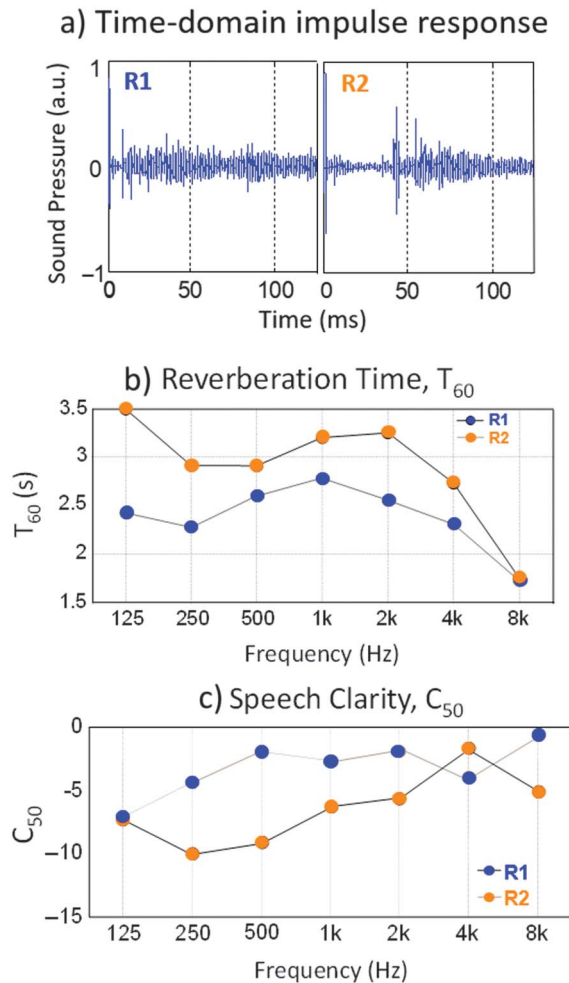 a) Time-domain impulse response
Sound Pressure (a.u.)
1
0
−1
R1
R2
0 50 100 0 50 100
Time (ms)
b) Reverberation Time, T60
T60 (s)
3.5
3
2.5
2
1.5
R1
R2
125 250 500 1k 2k 4k 8k
Frequency (Hz)
c) Speech Clarity, C50
C50
0
-5
−10
−15
R1
R2
125 250 500 1k 2k 4k 8k
Frequency (Hz)